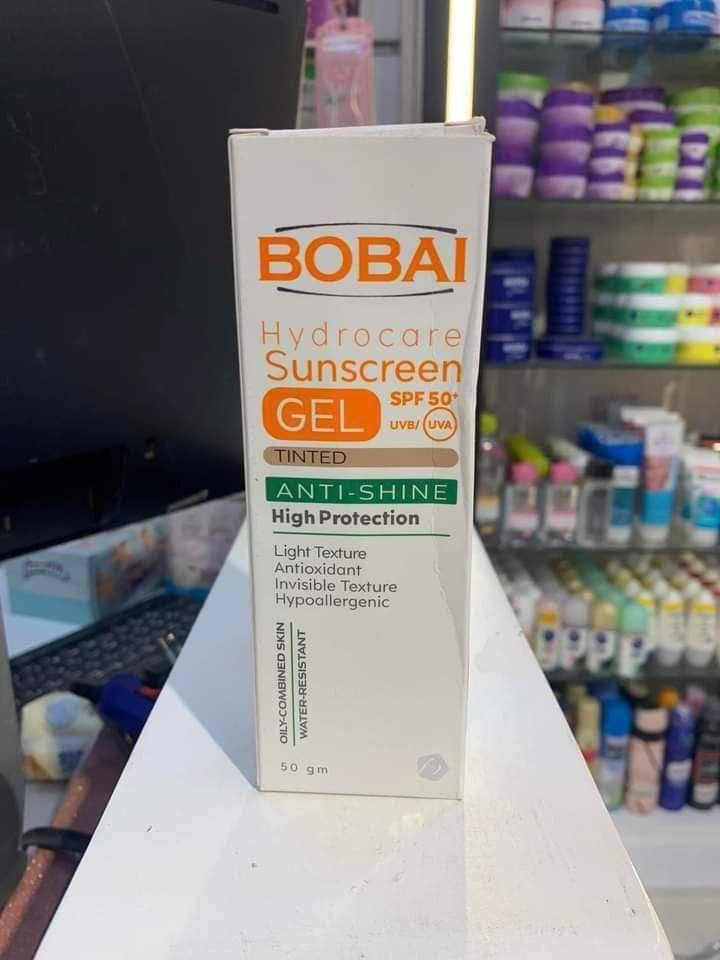 BOBAI
Hydrocare
Sunscreen
GEL
SPF 50+
UVB/ UVA
TINTED
ANTI-SHINE
High Protection
Light Texture
Antioxidant
Invisible Texture
Hypoallergenic
OILY-COMBINED SKIN
WATER-RESISTANT
50 gm